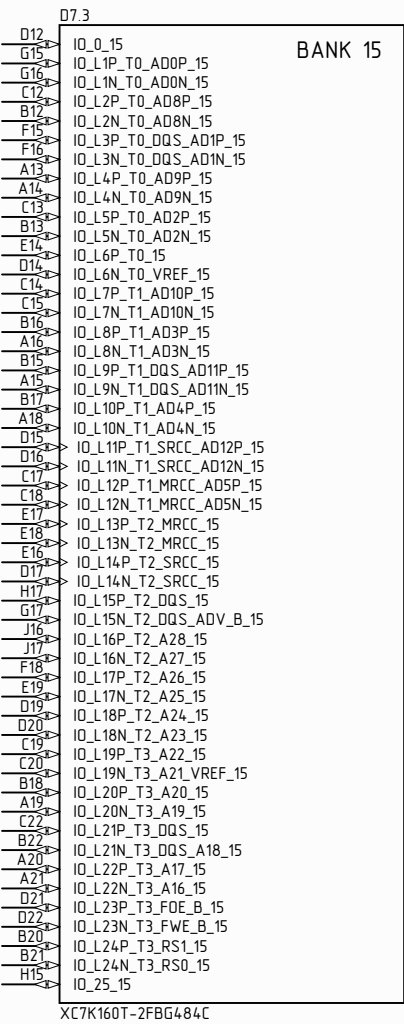 D7.3
BANK 15
D12 IO_0_15
G15 IO_L1P_T0_AD0P_15
G16 IO_L1N_T0_AD0N_15
C12 IO_L2P_T0_AD8P_15
B12 IO_L2N_T0_AD8N_15
F15 IO_L3P_T0_DQS_AD1P_15
F16 IO_L3N_T0_DQS_AD1N_15
A13 IO_L4P_T0_AD9P_15
A14 IO_L4N_T0_AD9N_15
C13 IO_L5P_T0_AD2P_15
B13 IO_L5N_T0_AD2N_15
E14 IO_L6P_T0_15
D14 IO_L6N_T0_VREF_15
C14 IO_L7P_T1_AD10P_15
C15 IO_L7N_T1_AD10N_15
B16 IO_L8P_T1_AD3P_15
A16 IO_L8N_T1_AD3N_15
B15 IO_L9P_T1_DQS_AD11P_15
A15 IO_L9N_T1_DQS_AD11N_15
B17 IO_L10P_T1_AD4P_15
A18 IO_L10N_T1_AD4N_15
D15 IO_L11P_T1_SRCC_AD12P_15
D16 IO_L11N_T1_SRCC_AD12N_15
C17 IO_L12P_T1_MRCC_AD5P_15
C18 IO_L12N_T1_MRCC_AD5N_15
E17 IO_L13P_T2_MRCC_15
E18 IO_L13N_T2_MRCC_15
E16 IO_L14P_T2_SRCC_15
D17 IO_L14N_T2_SRCC_15
H17 IO_L15P_T2_DQS_15
G17 IO_L15N_T2_DQS_ADV_B_15
J16 IO_L16P_T2_A28_15
J17 IO_L16N_T2_A27_15
F18 IO_L17P_T2_A26_15
E19 IO_L17N_T2_A25_15
D19 IO_L18P_T2_A24_15
D20 IO_L18N_T2_A23_15
C19 IO_L19P_T3_A22_15
C20 IO_L19N_T3_A21_VREF_15
B18 IO_L20P_T3_A20_15
A19 IO_L20N_T3_A19_15
C22 IO_L21P_T3_DQS_15
B22 IO_L21N_T3_DQS_A18_15
A20 IO_L22P_T3_A17_15
A21 IO_L22N_T3_A16_15
D21 IO_L23P_T3_FOE_B_15
D22 IO_L23N_T3_FWE_B_15
B20 IO_L24P_T3_RS1_15
B21 IO_L24N_T3_RS0_15
H15 IO_25_15
XC7K160T-2FBG484C